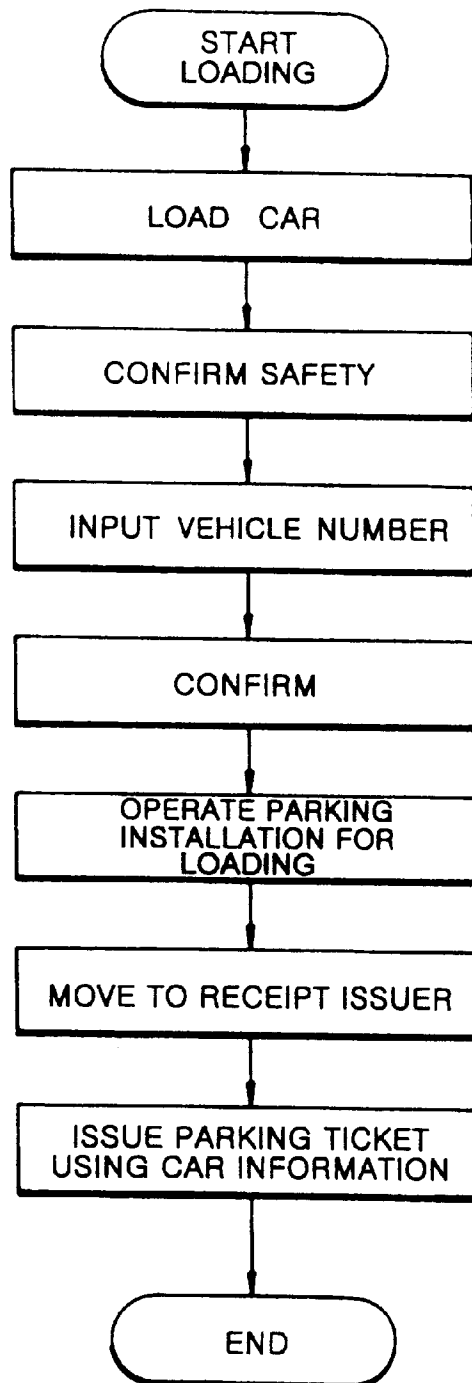 START
LOADING
LOAD CAR
CONFIRM SAFETY
INPUT VEHICLE NUMBER
CONFIRM
OPERATE PARKING
INSTALLATION FOR
LOADING
MOVE TO RECEIPT ISSUER
ISSUE PARKING TICKET
USING CAR INFORMATION
END